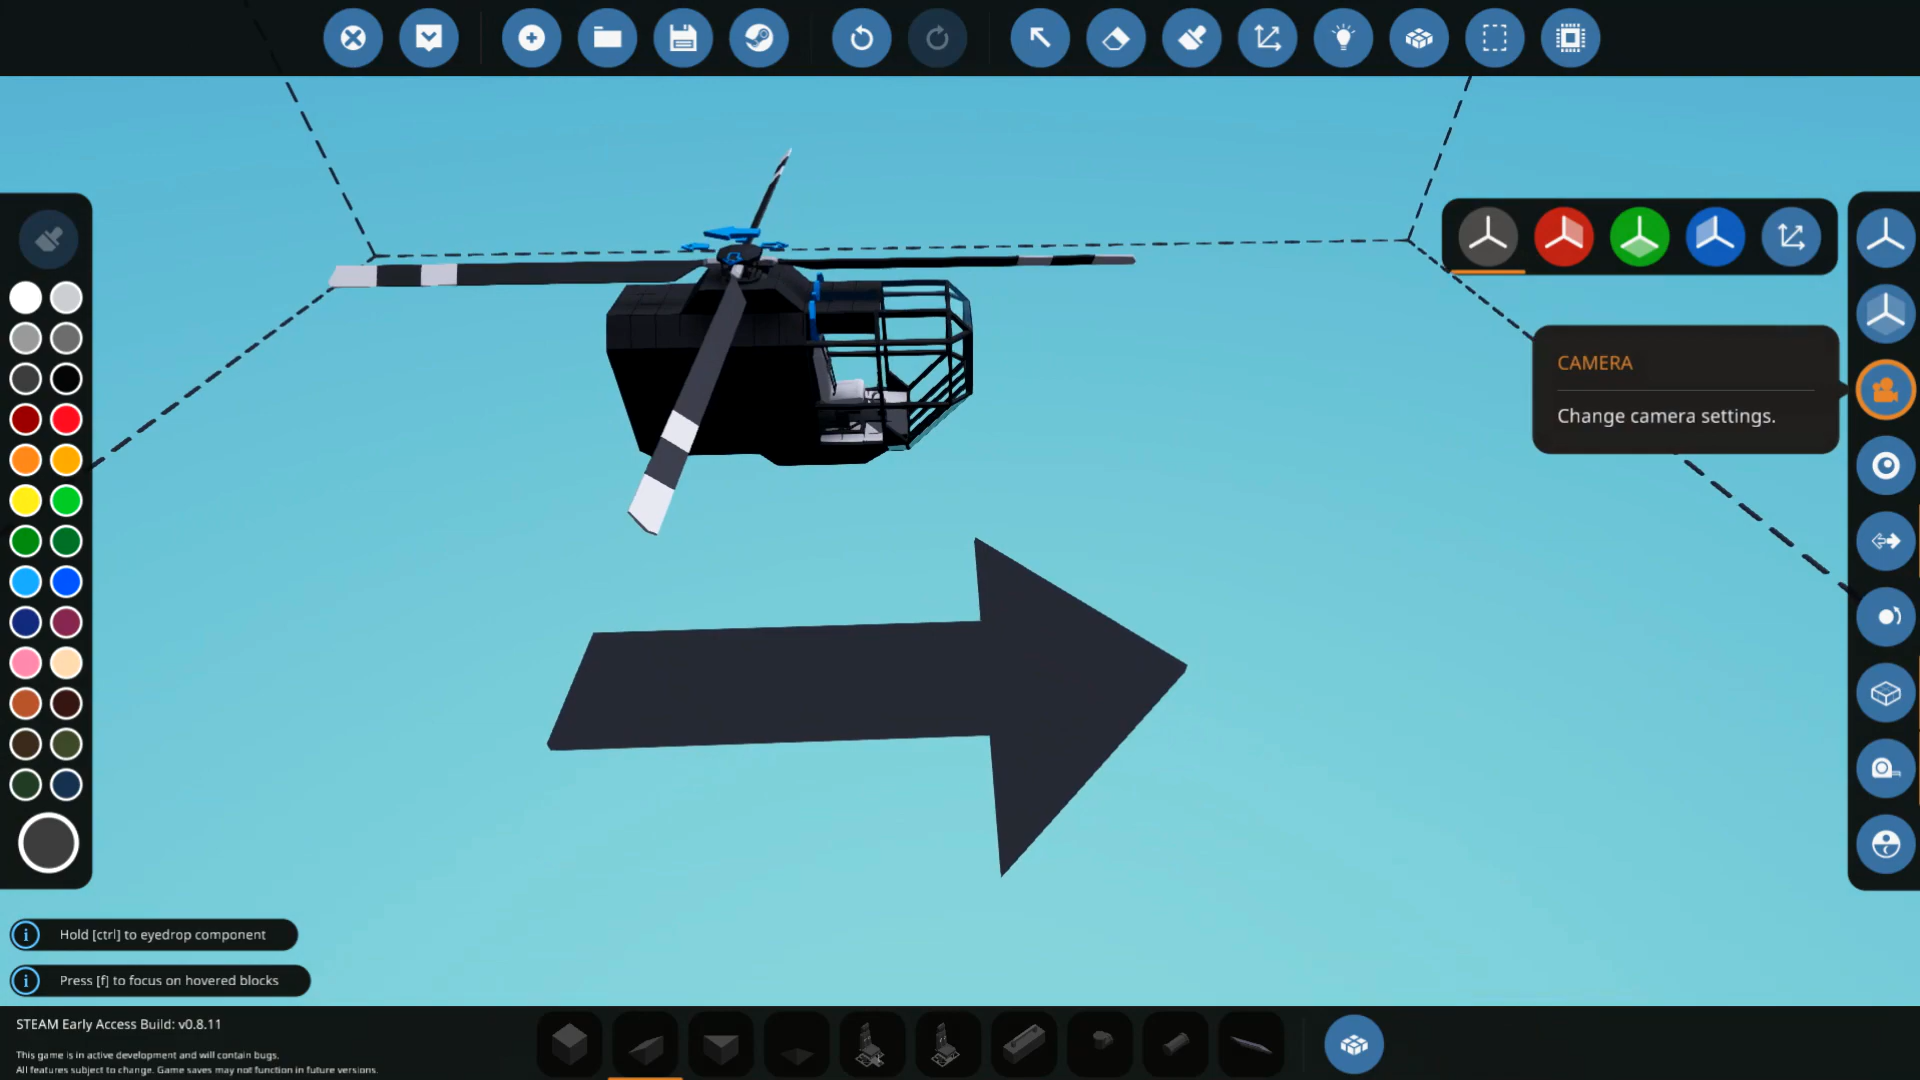 CAMERA
Change camera settings.
Hold [ctrl] to eyedrop component
Press [f] to focus on hovered blocks
STEAM Early Access Build: v0.8.11
This game is in active development and will contain bugs.
All features subject to change. Game saves may not function in future versions.